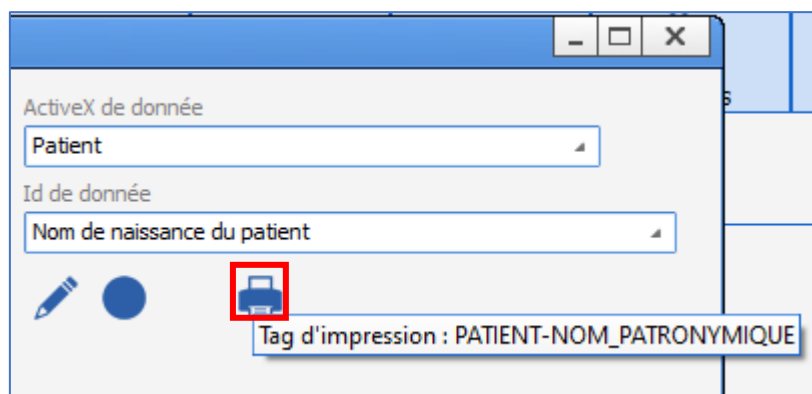 s
ActiveX de donnée
Patient
Id de donnée
Nom de naissance du patient
Tag d'impression : PATIENT-NOM_PATRONYMIQUE